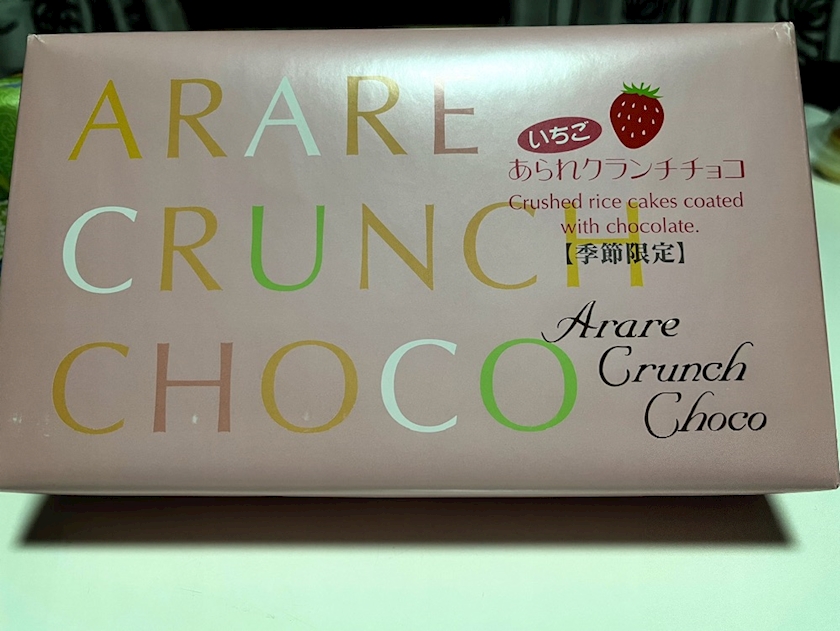 ARARE
CRUNCH
CHOCO
いちご
あられクランチチョコ
Crushed rice cakes coated
with chocolate.
【季節限定】
Arare
Crunch
Choco